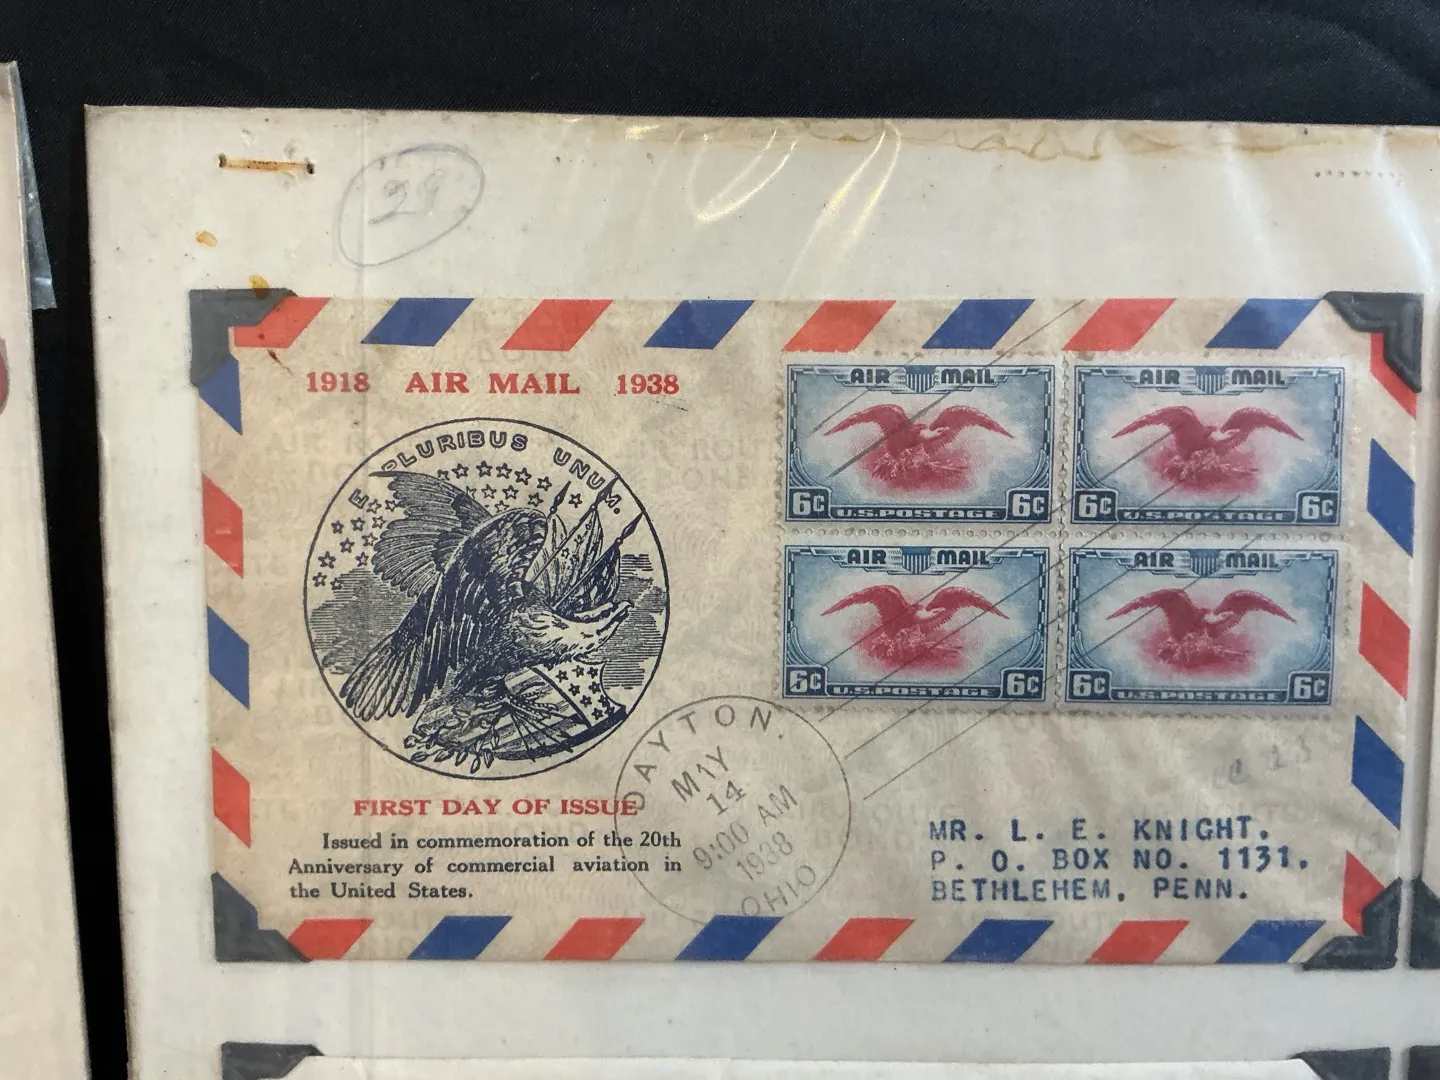 29
1918 AIR MAIL 1938
E PLURIBUS UNUM.
FIRST DAY OF ISSUE
Issued in commemoration of the 20th
Anniversary of commercial aviation in
the United States.
AIR MAIL
6c U.S. POSTAGE 6c
AIR MAIL
6c U.S. POSTAGE 6c
AIR MAIL
6c U.S. POSTAGE 6c
AIR MAIL
6c U.S. POSTAGE 6c
DAYTON,
MAY
14
9:00 AM
1938
OHIO
MR. L. E. KNIGHT.
P. O. BOX NO. 1131.
BETHLEHEM, PENN.